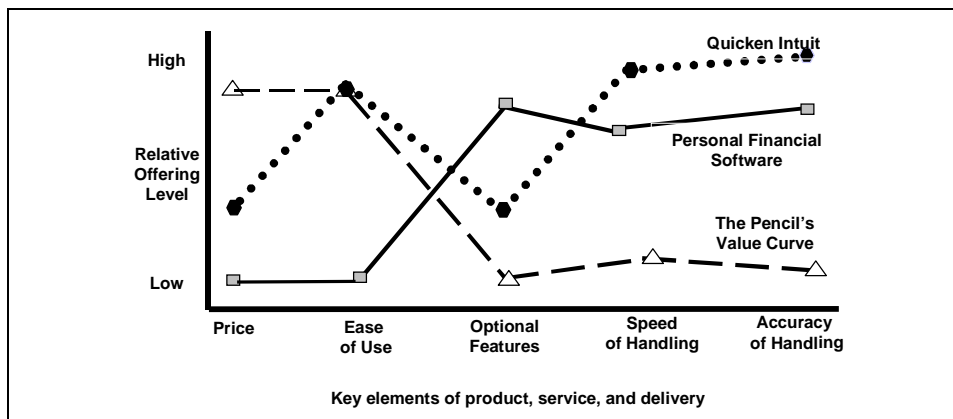 Quicken Intuit
High
Relative
Offering
Level
Personal Financial
Software
The Pencil's
Value Curve
Low
Price
Ease
of Use
Optional
Features
Speed
of Handling
Accuracy
of Handling
Key elements of product, service, and delivery